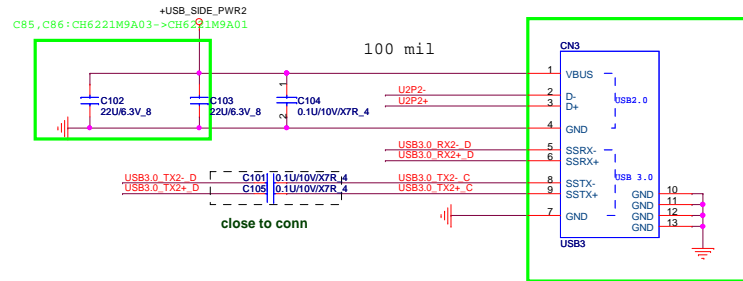 +USB_SIDE_PWR2
C85,C86:CH6221M9A03->CH6221M9A01
100 mil
CN3
1 VBUS
U2P2- 2 D-
USB2.0
U2P2+ 3 D+
C102
22U/6.3V_8
C103
22U/6.3V_8
1
C104
0.1U/10V/X7R_4
2
4 GND
USB3.0_RX2-_D 5 SSRX-
USB3.0_RX2+_D 6 SSRX+
USB3.0_TX2-_D C101 0.1U/10V/X7R_4 USB3.0_TX2-_C 8 SSTX-
USB 3.0
USB3.0_TX2+_D C105 0.1U/10V/X7R_4 USB3.0_TX2+_C 9 SSTX+
GND 10
GND 11
7 GND
GND 12
GND 13
close to conn
USB3